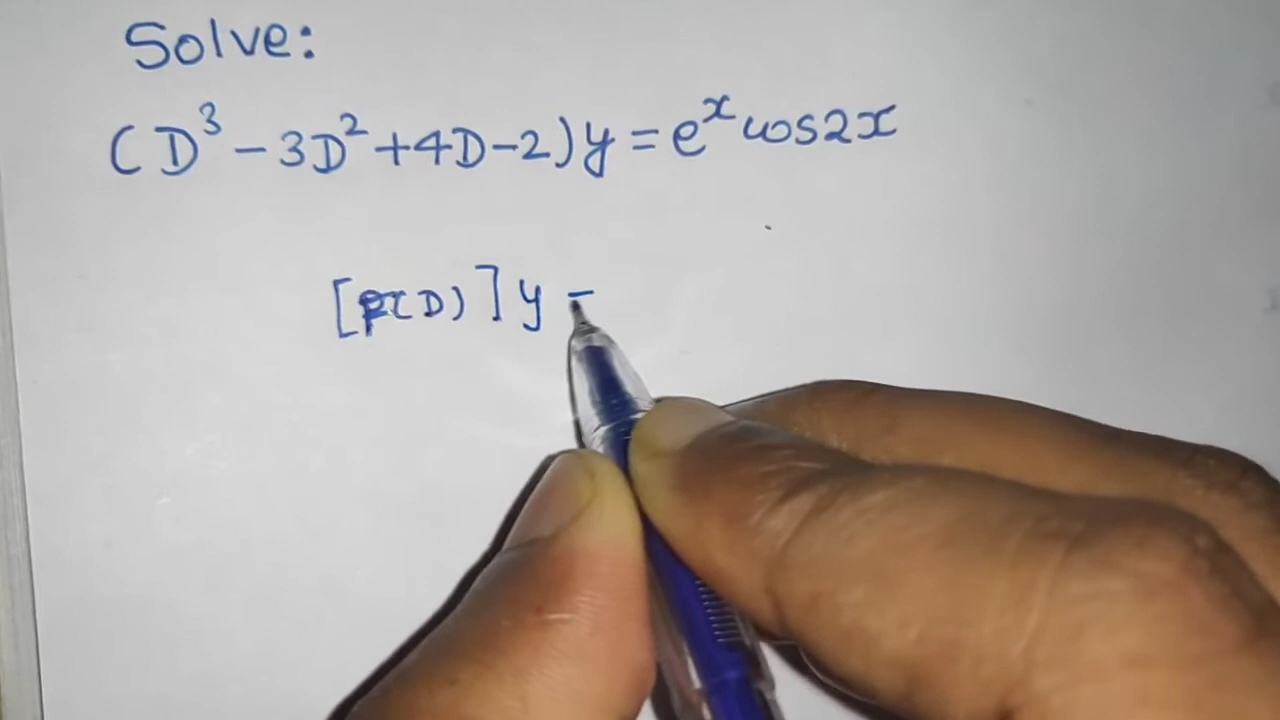 Solve:
(D³ - 3D² + 4D - 2)y = eˣ cos2x
[F(D)]y =